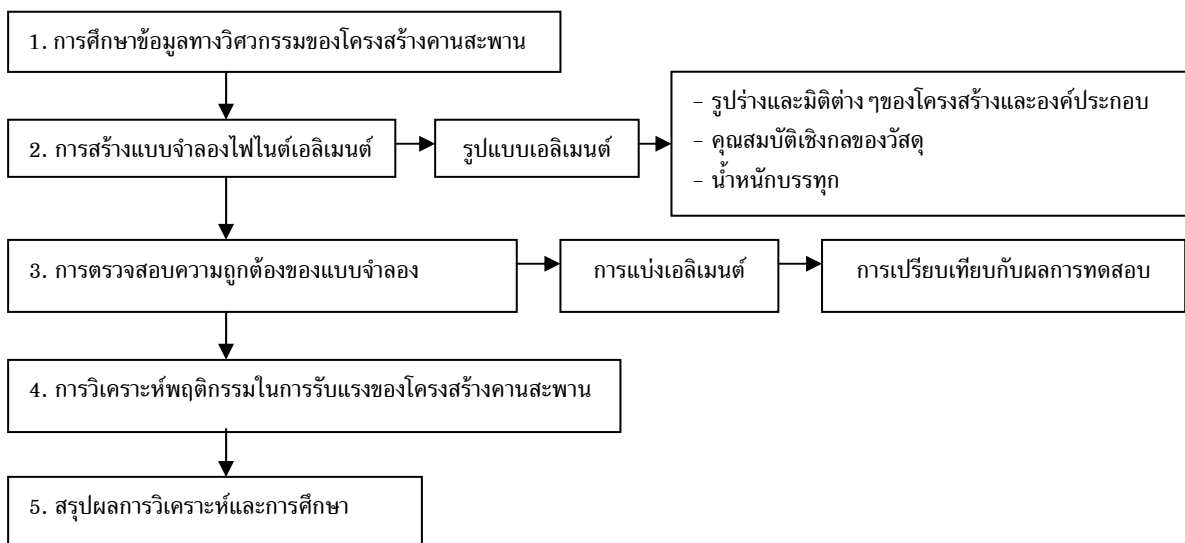 1. การศึกษาข้อมูลทางวิศวกรรมของโครงสร้างคานสะพาน
2. การสร้างแบบจำลองไฟไนต์เอลิเมนต์
รูปแบบเอลิเมนต์
- รูปร่างและมิติต่าง ๆของโครงสร้างและองค์ประกอบ
- คุณสมบัติเชิงกลของวัสดุ
- น้ำหนักบรรทุก
3. การตรวจสอบความถูกต้องของแบบจำลอง
การแบ่งเอลิเมนต์
การเปรียบเทียบกับผลการทดสอบ
4. การวิเคราะห์พฤติกรรมในการรับแรงของโครงสร้างคานสะพาน
5. สรุปผลการวิเคราะห์และการศึกษา